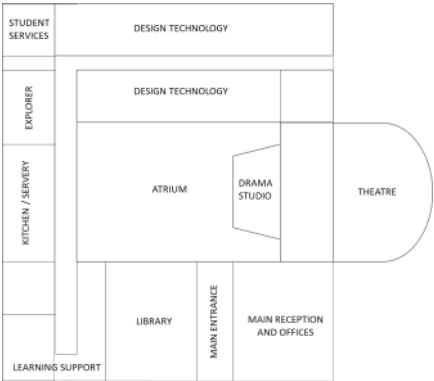 STUDENT
SERVICES
DESIGN TECHNOLOGY
EXPLORER
DESIGN TECHNOLOGY
KITCHEN / SERVERY
ATRIUM
DRAMA
STUDIO
THEATRE
LIBRARY
MAIN ENTRANCE
MAIN RECEPTION
AND OFFICES
LEARNING SUPPORT